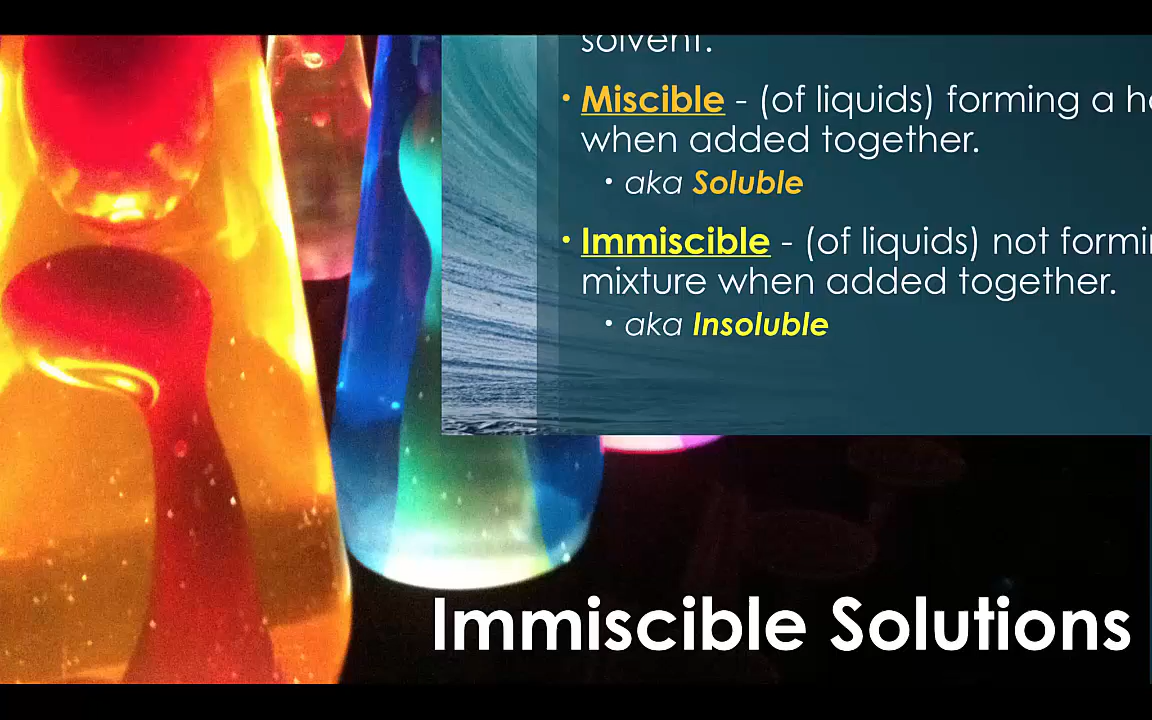 solvent.
• Miscible - (of liquids) forming a
when added together.
• aka Soluble
• Immiscible - (of liquids) not
mixture when added together.
• aka Insoluble
Immiscible Solutions